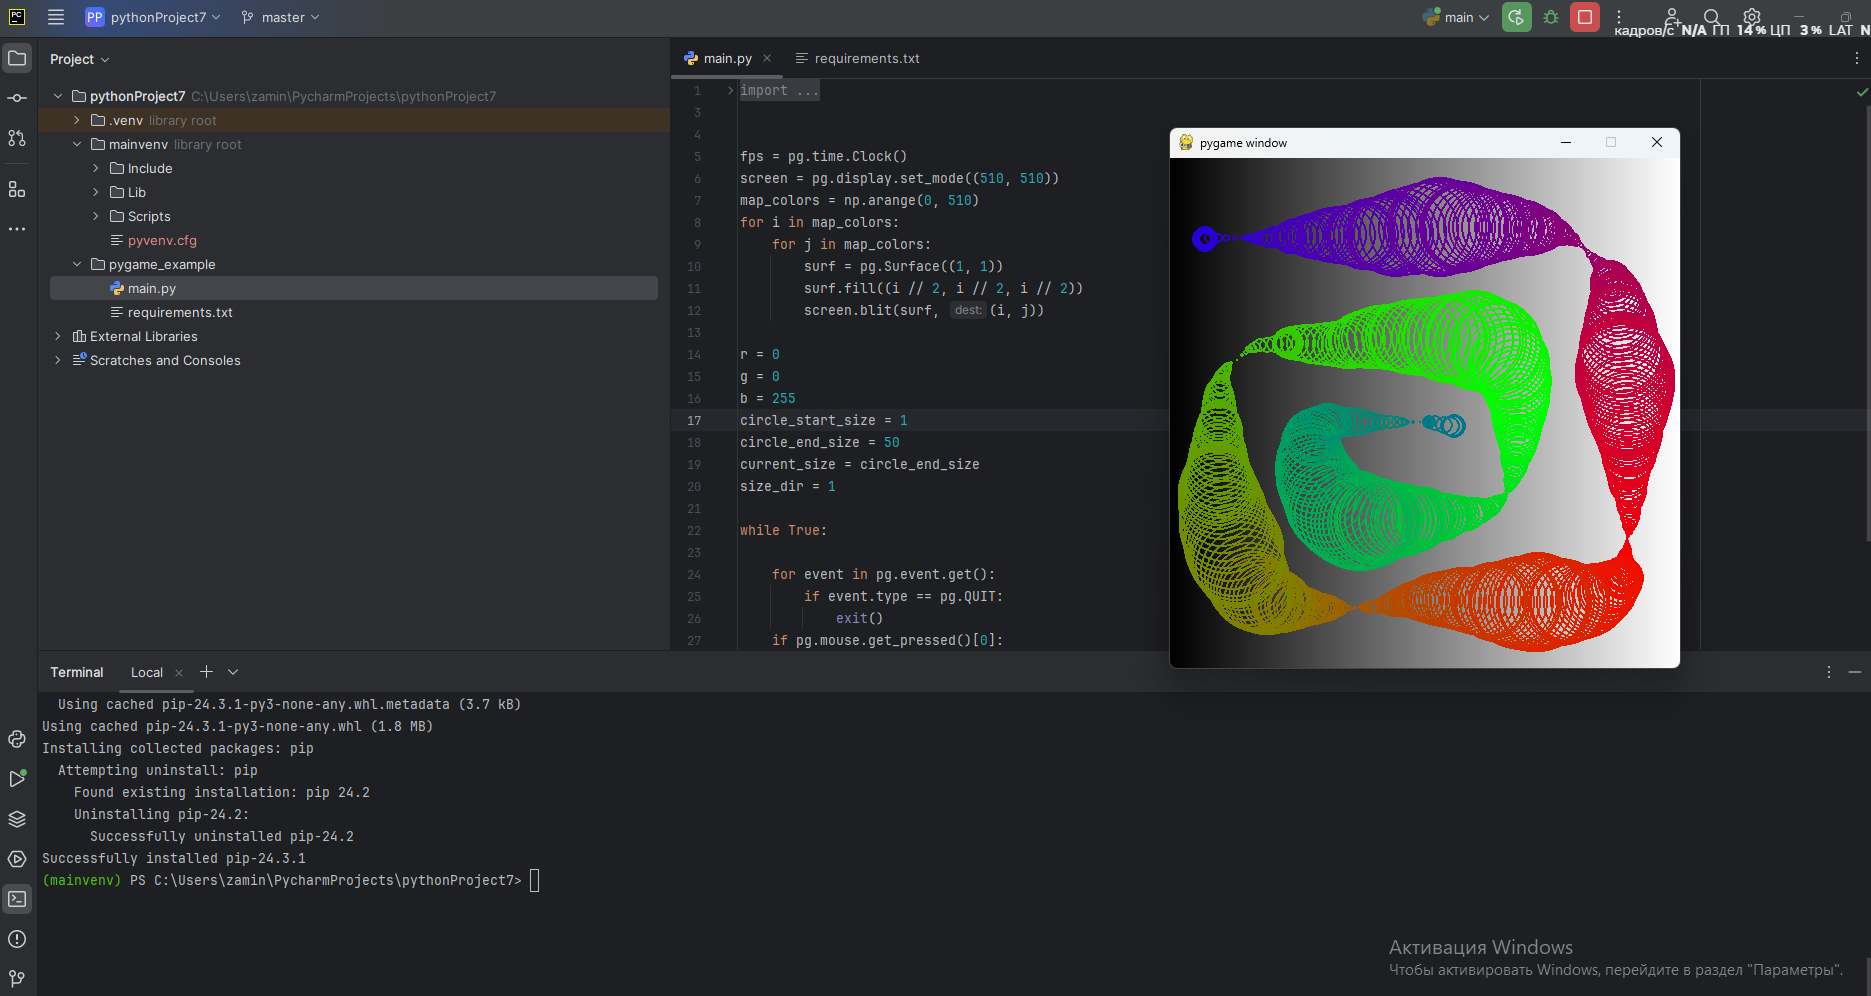 PC
PP pythonProject7
master
main
кадров/с N/A ГП 14 % ЦП 3 % LAT N
Project
pythonProject7 C:\Users\zamin\PycharmProjects\pythonProject7
.venv library root
mainvenv library root
Include
Lib
Scripts
pyvenv.cfg
pygame_example
main.py
requirements.txt
External Libraries
Scratches and Consoles
main.py
requirements.txt
1 import ...
3
4
5 fps = pg.time.Clock()
6 screen = pg.display.set_mode((510, 510))
7 map_colors = np.arange(0, 510)
8 for i in map_colors:
9 for j in map_colors:
10 surf = pg.Surface((1, 1))
11 surf.fill((i // 2, i // 2, i // 2))
12 screen.blit(surf, dest: (i, j))
13
14 r = 0
15 g = 0
16 b = 255
17 circle_start_size = 1
18 circle_end_size = 50
19 current_size = circle_end_size
20 size_dir = 1
21
22 while True:
23
24 for event in pg.event.get():
25 if event.type == pg.QUIT:
26 exit()
27 if pg.mouse.get_pressed()[0]:
pygame window
Terminal
Local
Using cached pip-24.3.1-py3-none-any.whl.metadata (3.7 kB)
Using cached pip-24.3.1-py3-none-any.whl (1.8 MB)
Installing collected packages: pip
Attempting uninstall: pip
Found existing installation: pip 24.2
Uninstalling pip-24.2:
Successfully uninstalled pip-24.2
Successfully installed pip-24.3.1
(mainvenv) PS C:\Users\zamin\PycharmProjects\pythonProject7>
Активация Windows
Чтобы активировать Windows, перейдите в раздел "Параметры".